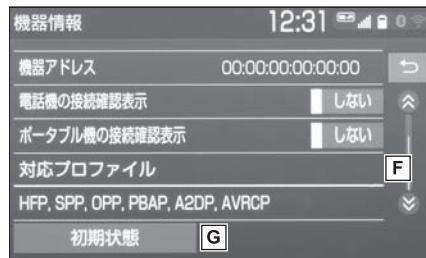 機器情報 12:31
機器アドレス 00:00:00:00:00:00
電話機の接続確認表示 しない
ポータブル機の接続確認表示 しない
対応プロファイル
F
HFP, SPP, OPP, PBAP, A2DP, AVRCP
初期状態 G